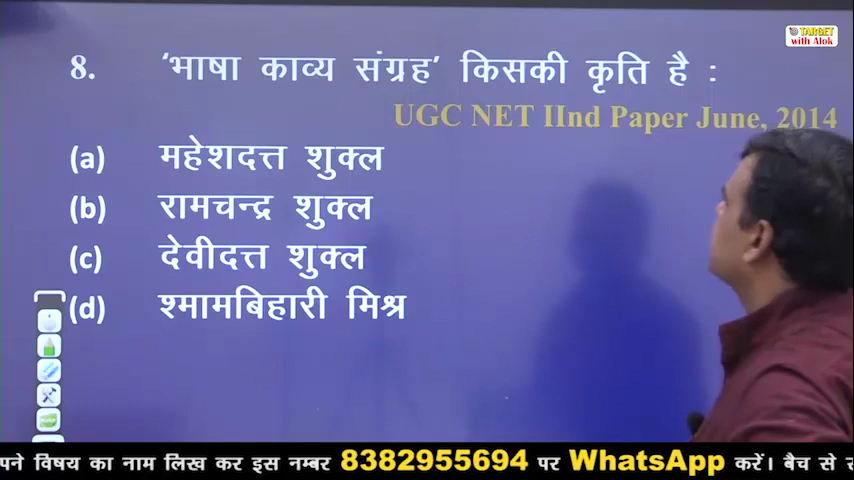 TARGET
with Alok
8. 'भाषा काव्य संग्रह' किसकी कृति है :
UGC NET IInd Paper June, 2014
(a) महेशदत्त शुक्ल
(b) रामचन्द्र शुक्ल
(c) देवीदत्त शुक्ल
(d) श्मामबिहारी मिश्र
पने विषय का नाम लिख कर इस नम्बर 8382955694 पर WhatsApp करें। बैच से